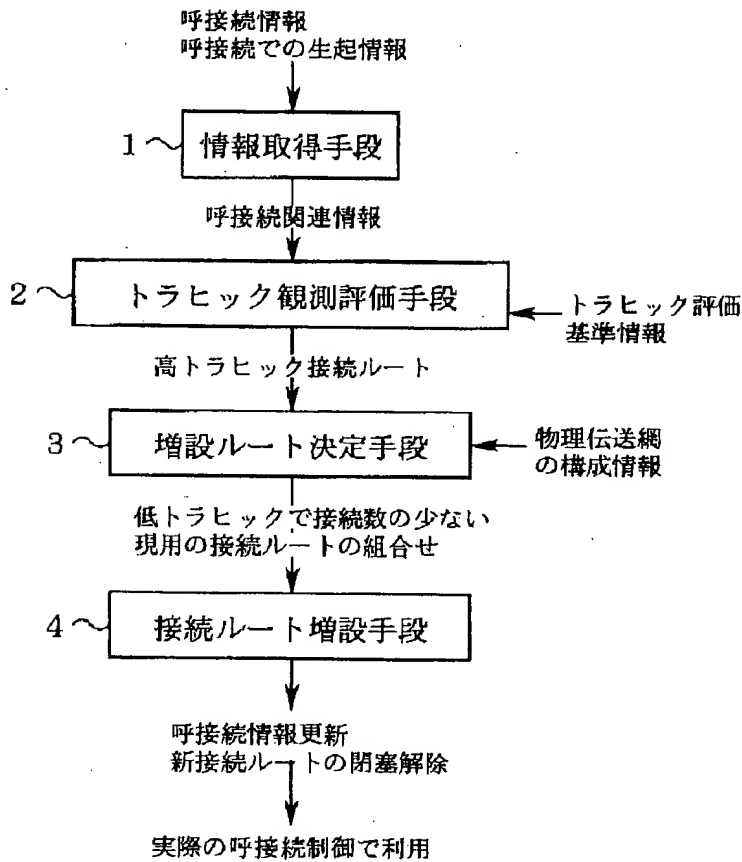 呼接続情報
呼接続での生起情報
1 情報取得手段
呼接続関連情報
2 トラヒック観測評価手段
トラヒック評価
基準情報
高トラヒック接続ルート
3 増設ルート決定手段
物理伝送網
の構成情報
低トラヒックで接続数の少ない
現用の接続ルートの組合せ
4 接続ルート増設手段
呼接続情報更新
新接続ルートの閉塞解除
実際の呼接続制御で利用